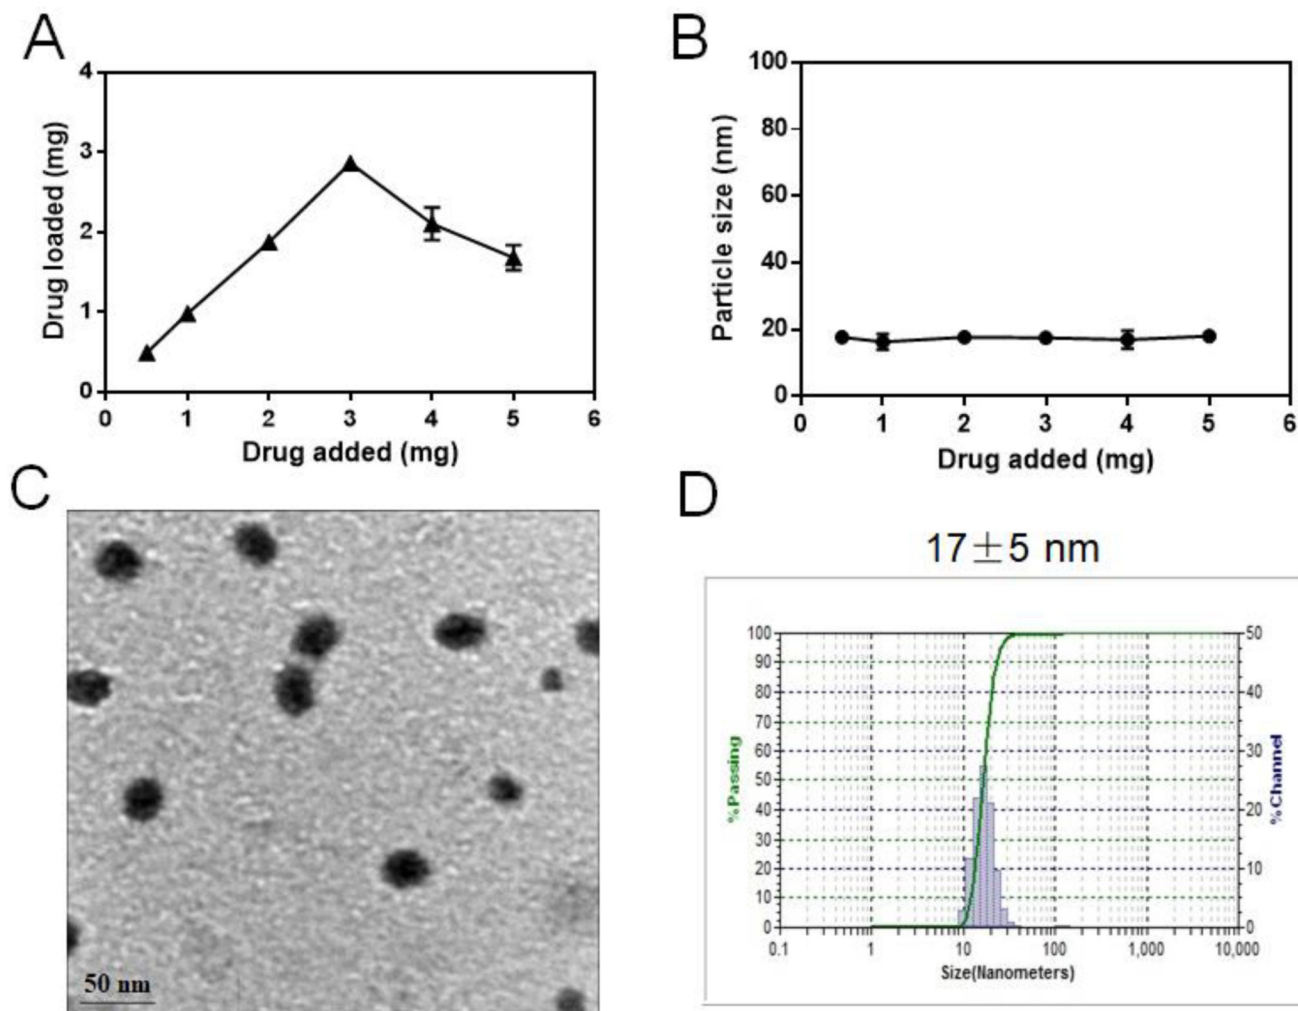 A
4
3
2
1
0
Drug loaded (mg)
0 1 2 3 4 5 6
Drug added (mg)
B
100
80
60
40
20
0
Particle size (nm)
0 1 2 3 4 5 6
Drug added (mg)
C
50 nm
D
17±5 nm
100
90
80
70
60
50
40
30
20
10
0
%Passing
50
40
30
20
10
0
%Channel
0.1 1 10 100 1,000 10,000
Size(Nanometers)